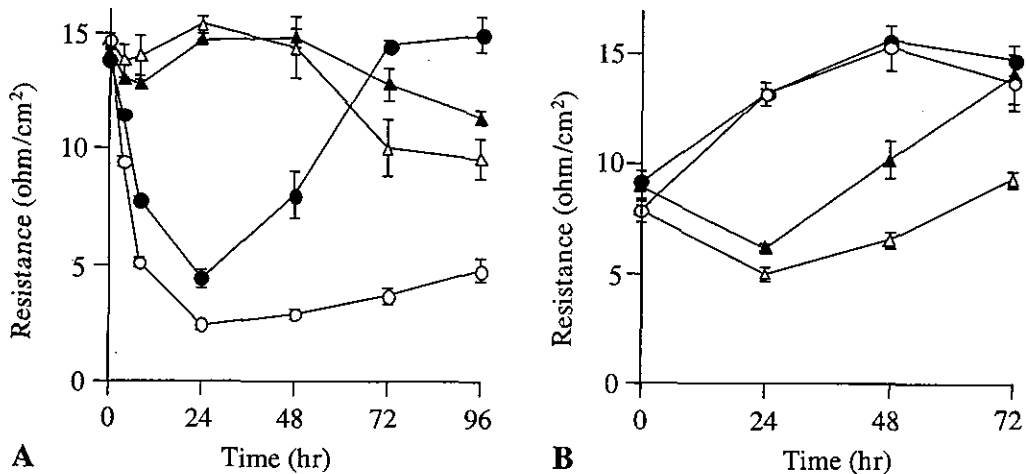 Resistance (ohm/cm²)
15
10
5
0
0 24 48 72 96
Time (hr)
A
Resistance (ohm/cm²)
15
10
5
0
0 24 48 72
Time (hr)
B